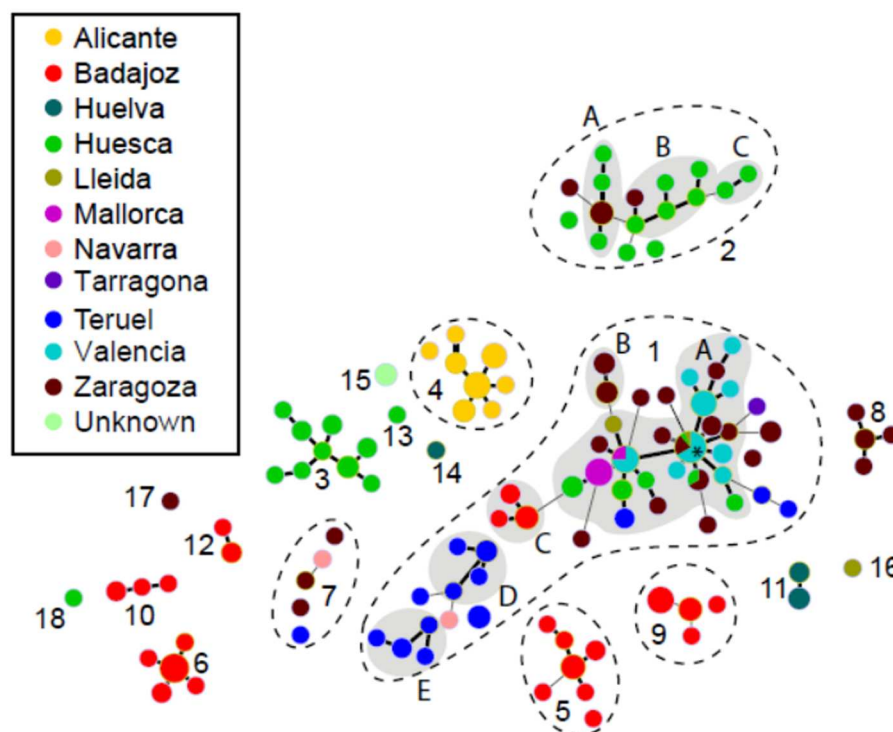 Alicante
Badajoz
Huelva
Huesca
Lleida
Mallorca
Navarra
Tarragona
Teruel
Valencia
Zaragoza
Unknown
A
B
C
2
B
1
A
*
4
15
13
3
14
8
17
12
C
7
D
11
16
18
10
9
6
E
5